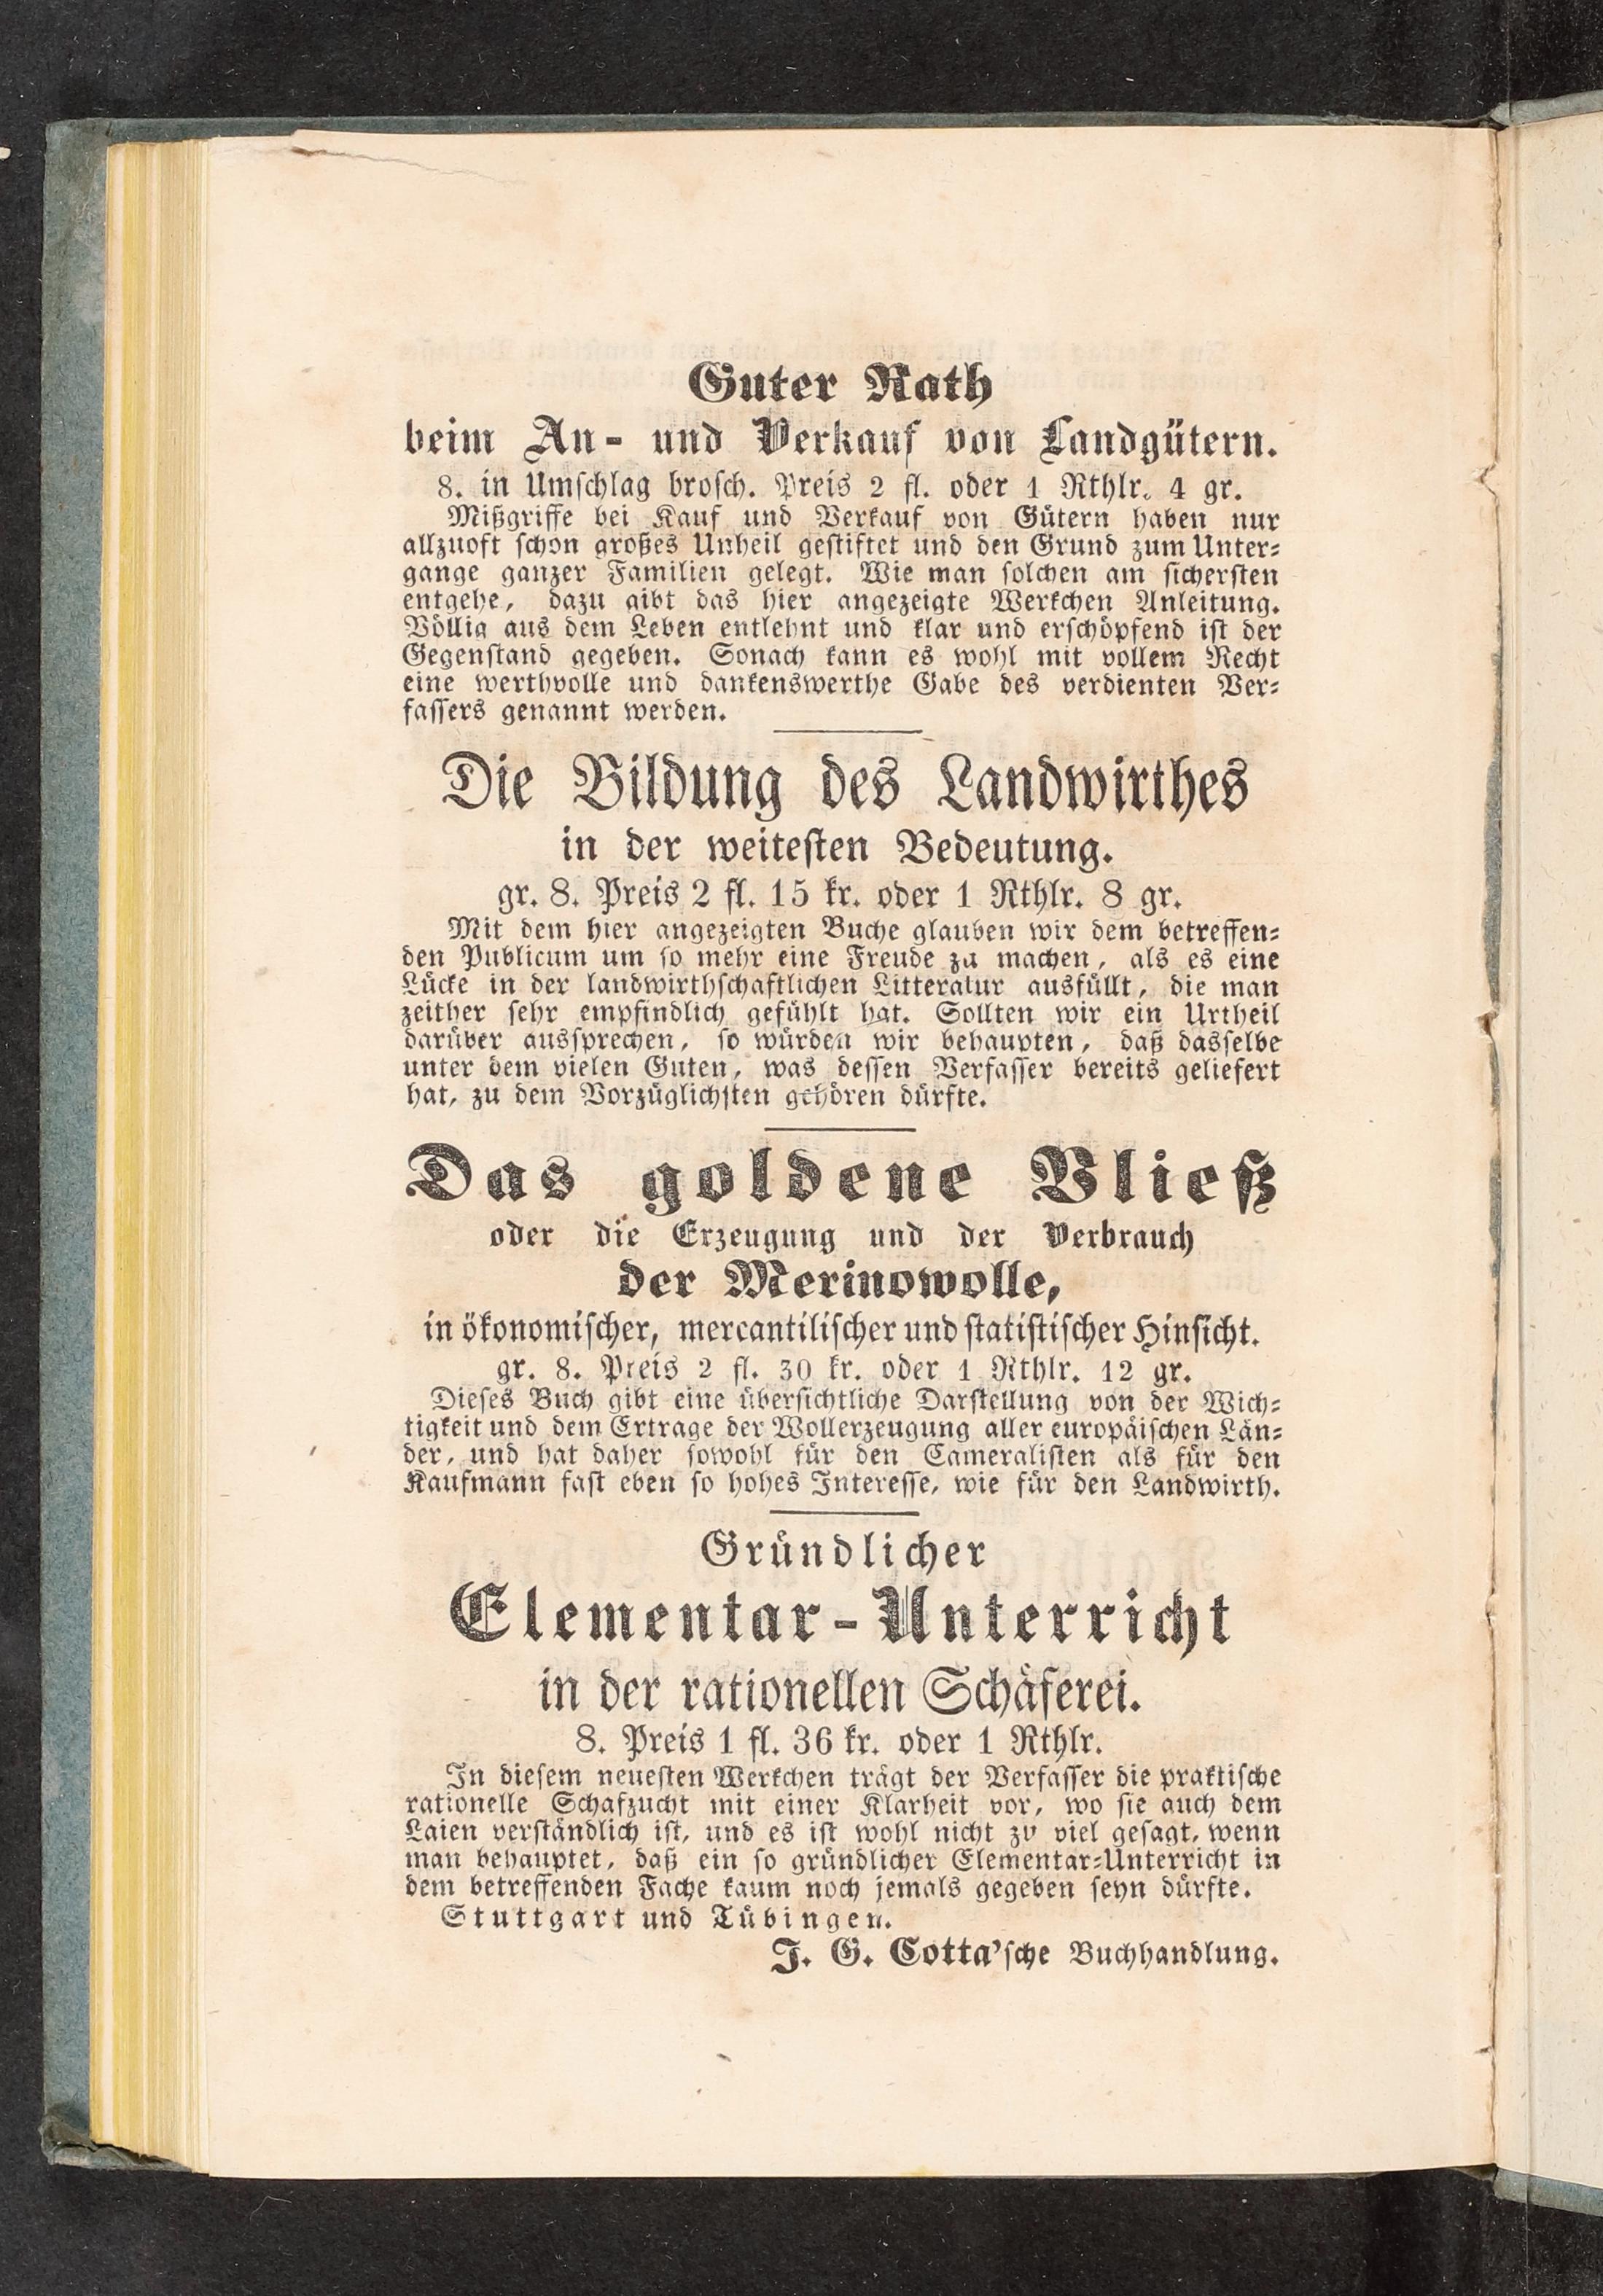 Guter Rath
beim An- und Verkauf von Landgütern.
8. in Umſchlag broſch. Preis 2 fl. oder 1 Rthlr. 4 gr.
Mißgriffe bei Kauf und Verkauf von Gütern haben nur
allzuoft ſchon großes Unheil geſtiftet und den Grund zum Unter-
gange ganzer Familien gelegt. Wie man ſolchen am ſicherſten
entgehe, dazu gibt das hier angezeigte Werkchen Anleitung.
Völlig aus dem Leben entlehnt und klar und erſchöpfend iſt der
Gegenſtand gegeben. Sonach kann es wohl mit vollem Recht
eine werthvolle und dankenswerthe Gabe des verdienten Ver-
faſſers genannt werden.
Die Bildung des Landwirthes
in der weiteſten Bedeutung.
gr. 8. Preis 2 fl. 15 kr. oder 1 Rthlr. 8 gr.
Mit dem hier angezeigten Buche glauben wir dem betreffen-
den Publicum um ſo mehr eine Freude zu machen, als es eine
Lücke in der landwirthſchaftlichen Litteratur ausfüllt, die man
zeither ſehr empfindlich gefühlt hat. Sollten wir ein Urtheil
darüber ausſprechen, ſo würden wir behaupten, daß dasſelbe
unter dem vielen Guten, was deſſen Verfaſſer bereits geliefert
hat, zu dem Vorzüglichſten gehören dürfte.
Das goldene Vließ
oder die Erzeugung und der Verbrauch
der Merinowolle,
in ökonomiſcher, mercantiliſcher und ſtatiſtiſcher Hinſicht.
gr. 8. Preis 2 fl. 30 kr. oder 1 Rthlr. 12 gr.
Dieſes Buch gibt eine überſichtliche Darſtellung von der Wich-
tigkeit und dem Ertrage der Wollerzeugung aller europäiſchen Län-
der, und hat daher ſowohl für den Cameraliſten als für den
Kaufmann faſt eben ſo hohes Intereſſe, wie für den Landwirth.
Gründlicher
Elementar-Unterricht
in der rationellen Schäferei.
8. Preis 1 fl. 36 kr. oder 1 Rthlr.
In dieſem neueſten Werkchen trägt der Verfaſſer die praktiſche
rationelle Schafzucht mit einer Klarheit vor, wo ſie auch dem
Laien verſtändlich iſt, und es iſt wohl nicht zu viel geſagt, wenn
man behauptet, daß ein ſo gründlicher Elementar-Unterricht in
dem betreffenden Fache kaum noch jemals gegeben ſeyn dürfte.
Stuttgart und Tübingen.
J. G. Cotta'ſche Buchhandlung.